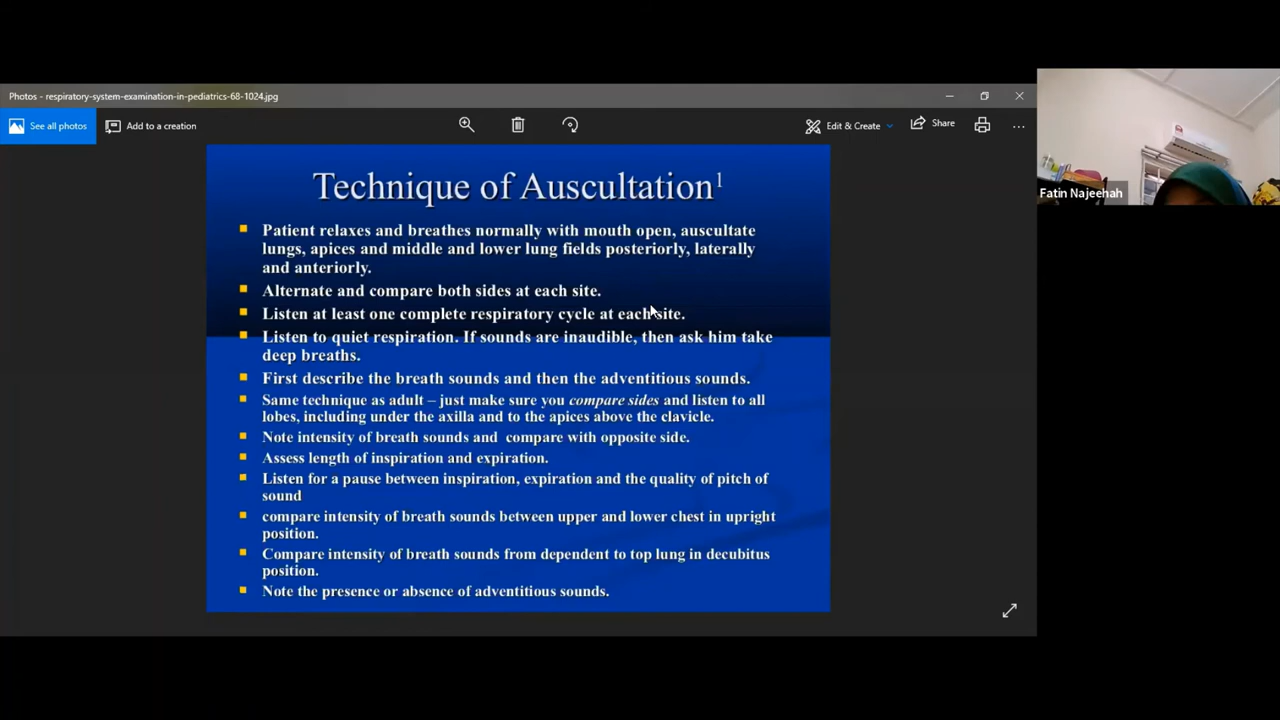 Photos - respiratory-system-examination-in-pediatrics-68-1024.jpg
See all photos
Add to a creation
Edit & Create
Share
Fatin Najeehah
Technique of Auscultation1
Patient relaxes and breathes normally with mouth open, auscultate
lungs, apices and middle and lower lung fields posteriorly, laterally
and anteriorly.
Alternate and compare both sides at each site.
Listen at least one complete respiratory cycle at each site.
Listen to quiet respiration. If sounds are inaudible, then ask him take
deep breaths.
First describe the breath sounds and then the adventitious sounds.
Same technique as adult – just make sure you compare sides and listen to all
lobes, including under the axilla and to the apices above the clavicle.
Note intensity of breath sounds and compare with opposite side.
Assess length of inspiration and expiration.
Listen for a pause between inspiration, expiration and the quality of pitch of
sound
compare intensity of breath sounds between upper and lower chest in upright
position.
Compare intensity of breath sounds from dependent to top lung in decubitus
position.
Note the presence or absence of adventitious sounds.